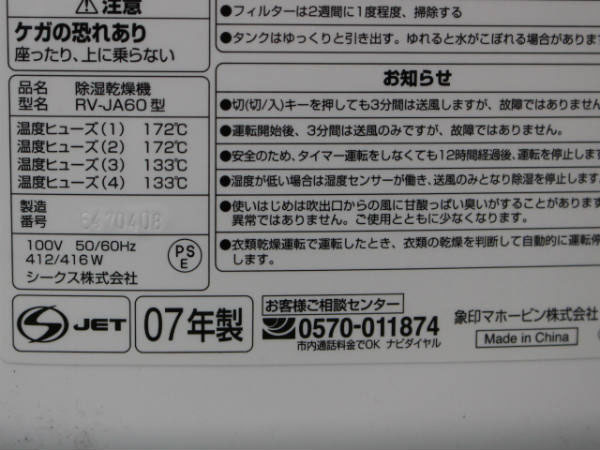 ⚠注意
ケガの恐れあり
座ったり、上に乗らない
品名 除湿乾燥機
型名 RV-JA60型
温度ヒューズ(1) 172℃
温度ヒューズ(2) 172℃
温度ヒューズ(3) 133℃
温度ヒューズ(4) 133℃
製造
番号
100V 50/60Hz
412/416W
シークス株式会社
PS
E
●フィルターは2週間に1度程度、掃除する
●タンクはゆっくりと引き出す。ゆれると水がこぼれる場合があります
お知らせ
●切(切/入)キーを押しても3分間は送風しますが、故障ではありません
●運転開始後、3分間は送風のみですが、故障ではありません。
●安全のため、タイマー運転をしなくても12時間経過後、運転を停止します
●湿度が低い場合は湿度センサーが働き、送風のみとなり除湿を停止します
●使いはじめは吹出口からの風に甘酸っぱい臭いがすることがあります
異常ではありません。ご使用とともに少なくなります。
●衣類乾燥運転で運転したとき、衣類の乾燥を判断して自動的に運転停
します。
JET
07年製
お客様ご相談センター
0570-011874
市内通話料金でOK ナビダイヤル
象印マホービン株式会社
Made in China